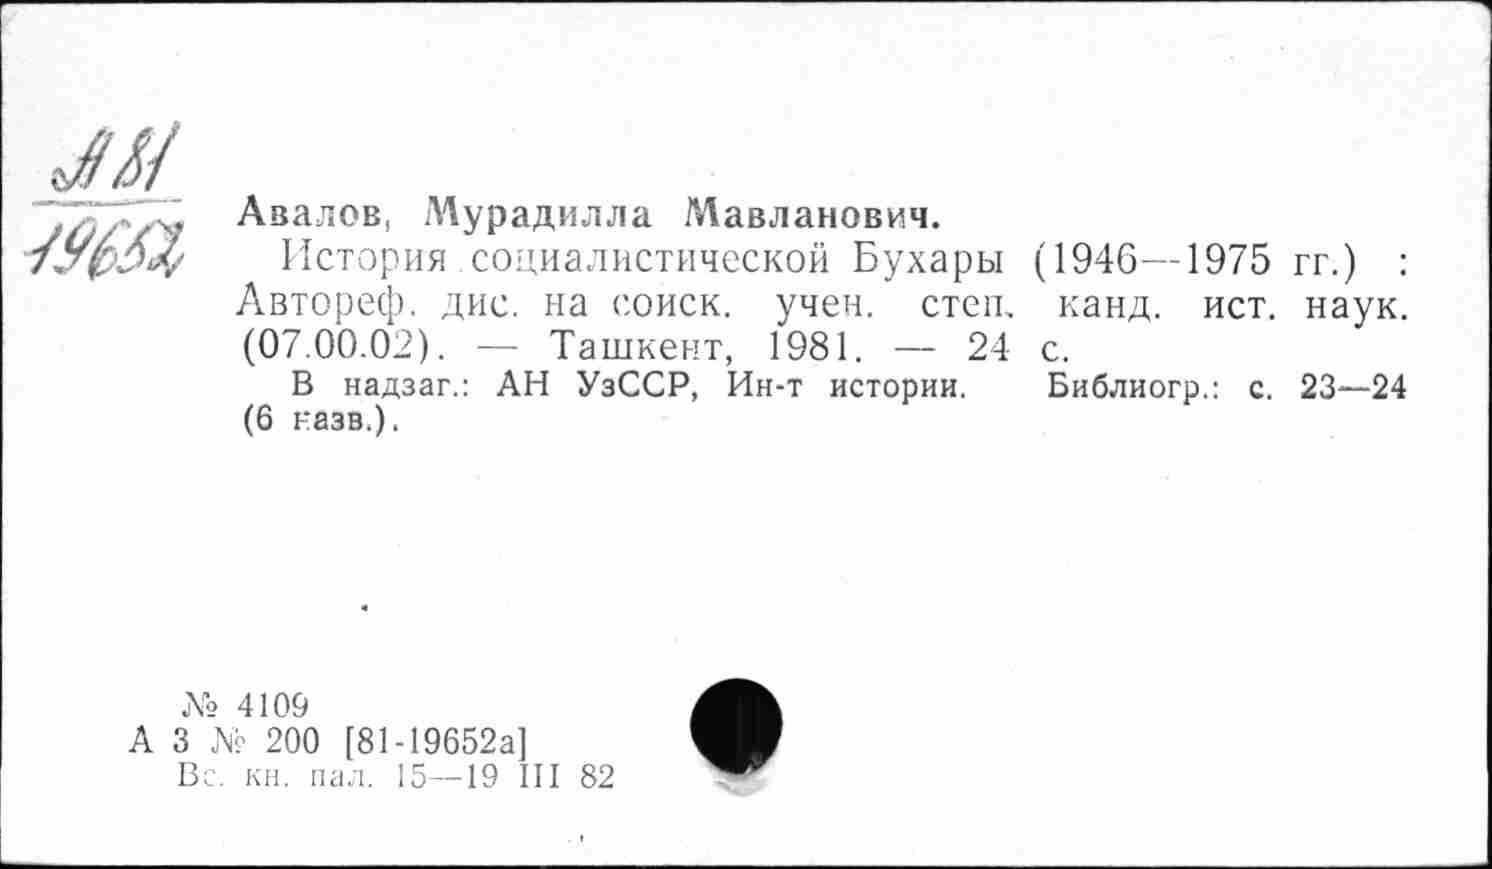 А81
19652
Авалов, Мурадилла Мавланович.
История социалистической Бухары (1946—1975 гг.) :
Автореф. дис. на соиск. учен. степ. канд. ист. наук.
(07.00.02). — Ташкент, 1981. — 24 с.
В надзаг.: АН УзССР, Ин-т истории. Библиогр.: с. 23—24
(6 назв.).
№ 4109
А 3 № 200 [81-19652а]
Вс. кн. пал. 15—19 III 82